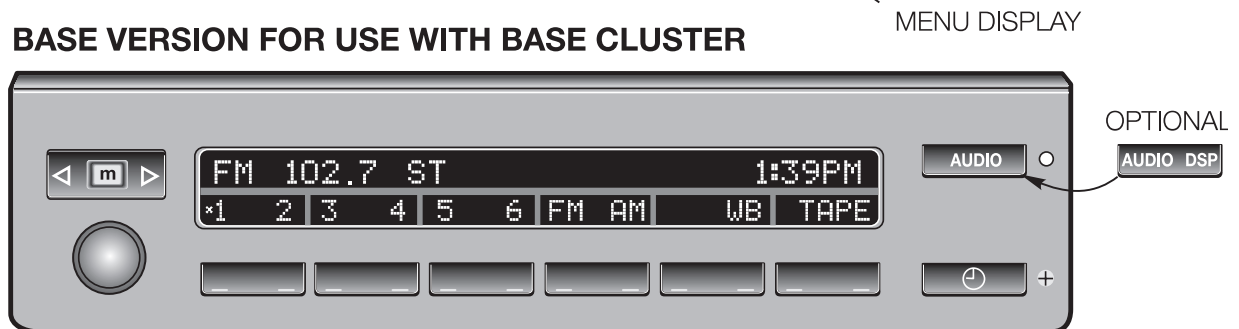 MENU DISPLAY
BASE VERSION FOR USE WITH BASE CLUSTER
OPTIONAL
m
FM 102.7 ST 1:39PM
AUDIO
AUDIO DSP
×1 2 3 4 5 6 FM AM WB TAPE